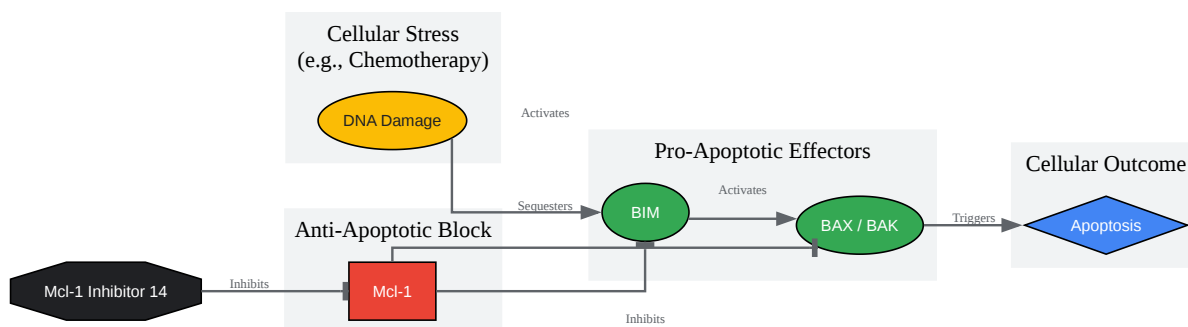 Cellular Stress
(e.g., Chemotherapy)
DNA Damage
Activates
Pro-Apoptotic Effectors
Cellular Outcome
Sequesters
BIM
Activates
BAX / BAK
Triggers
Apoptosis
Anti-Apoptotic Block
Mcl-1 Inhibitor 14
Inhibits
Mcl-1
Inhibits